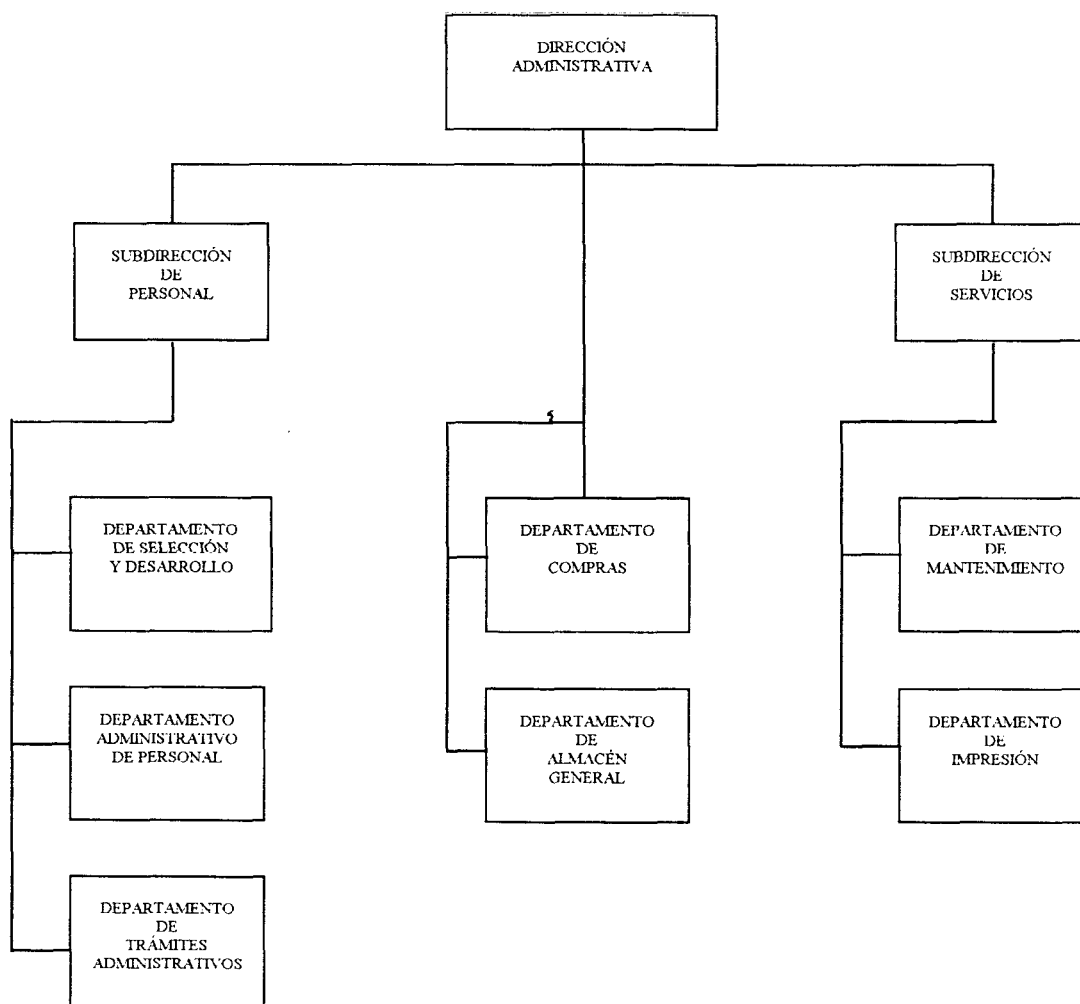 DIRECCIÓN
ADMINISTRATIVA
SUBDIRECCIÓN
DE
PERSONAL
SUBDIRECCIÓN
DE
SERVICIOS
DEPARTAMENTO
DE SELECCIÓN
Y DESARROLLO
DEPARTAMENTO
DE
COMPRAS
DEPARTAMENTO
DE
MANTENIMIENTO
DEPARTAMENTO
ADMINISTRATIVO
DE PERSONAL
DEPARTAMENTO
DE
ALMACÉN
GENERAL
DEPARTAMENTO
DE
IMPRESIÓN
DEPARTAMENTO
DE
TRÁMITES
ADMINISTRATIVOS